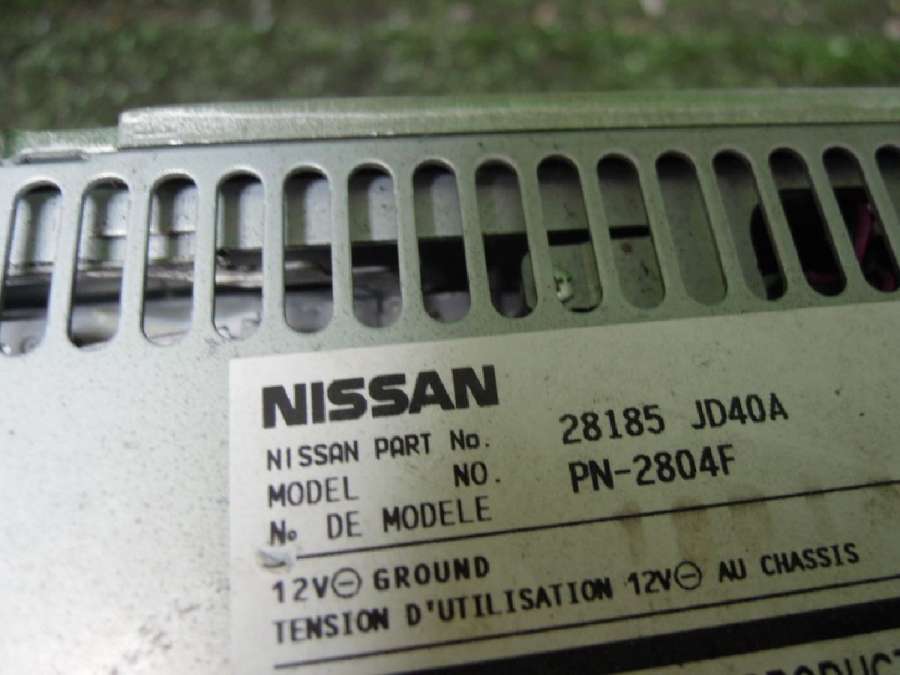 NISSAN
NISSAN PART No. 28185 JD40A
MODEL NO. PN-2804F
No DE MODELE
12V⊖ GROUND
TENSION D'UTILISATION 12V⊖ AU CHASSIS